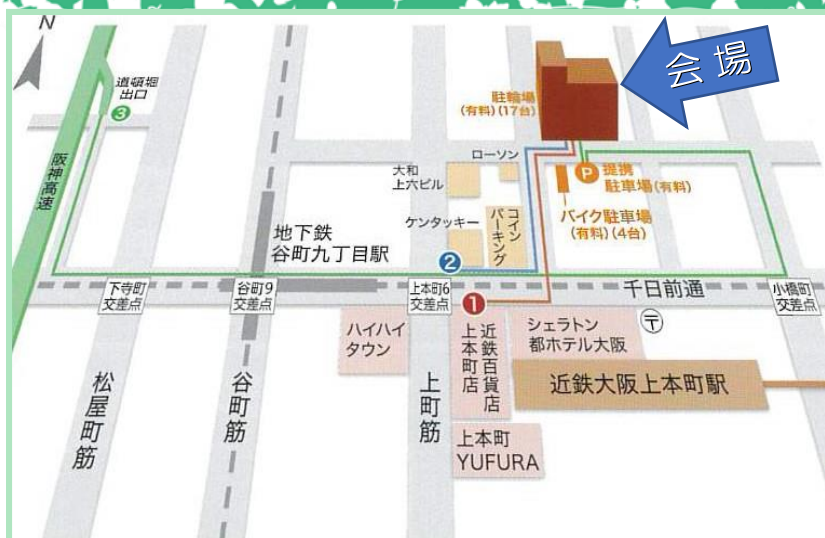 N
道頓堀
出口
3
阪神高速
会場
駐輪場
(有料)(17台)
ローソン
大和
上六ビル
P
提携
駐車場(有料)
バイク駐車場
(有料)(4台)
ケンタッキー
コイン
パーキング
地下鉄
谷町九丁目駅
2
下寺町
交差点
谷町9
交差点
上本町6
交差点
1
千日前通
小橋町
交差点
〒
ハイハイ
タウン
近鉄百貨店
上本町店
シェラトン
都ホテル大阪
近鉄大阪上本町駅
松屋町筋
谷町筋
上町筋
上本町
YUFURA